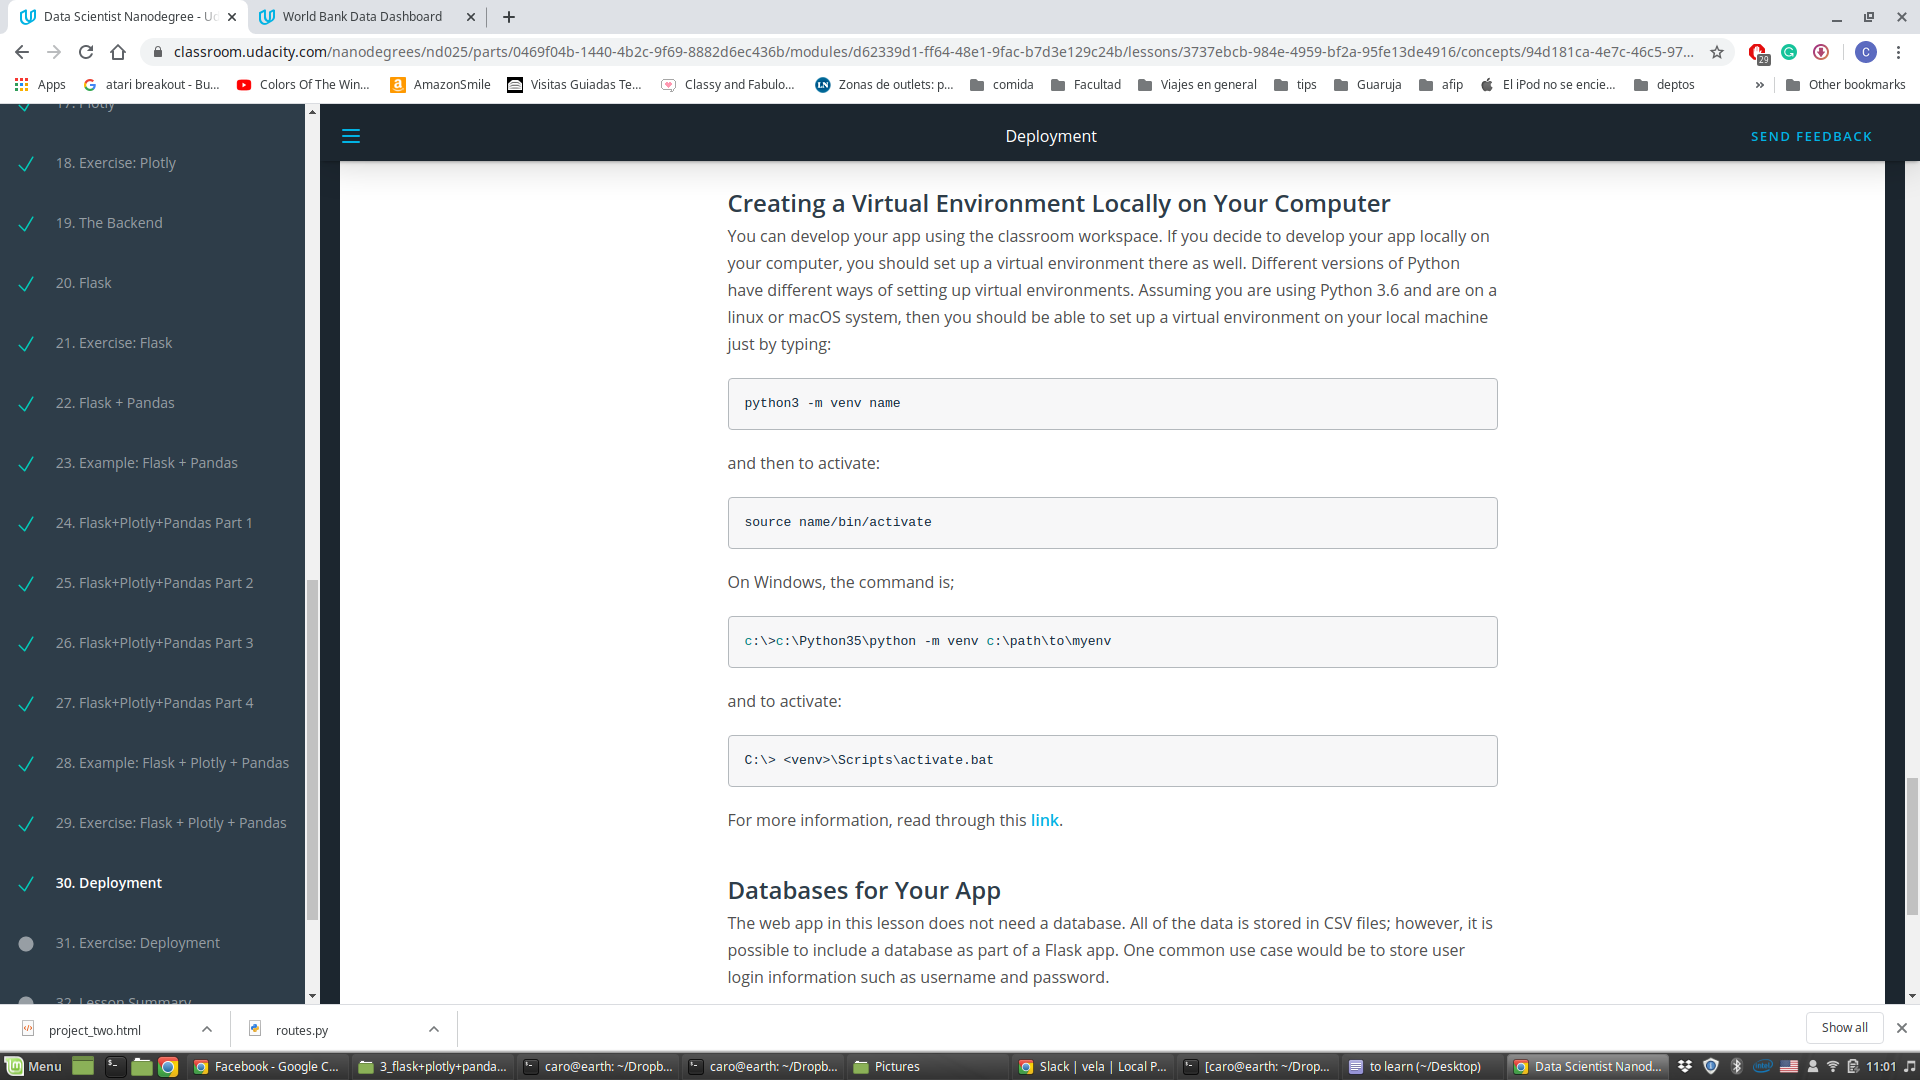 Data Scientist Nanodegree - Ud
World Bank Data Dashboard
classroom.udacity.com/nanodegrees/nd025/parts/0469f04b-1440-4b2c-9f69-8882d6ec436b/modules/d62339d1-ff64-48e1-9fac-b7d3e129c24b/lessons/3737ebcb-984e-4959-bf2a-95fe13de4916/concepts/94d181ca-4e7c-46c5-97...
29
C
Apps
atari breakout - Bu...
Colors Of The Win...
AmazonSmile
Visitas Guiadas Te...
Classy and Fabulo...
Zonas de outlets: p...
comida
Facultad
Viajes en general
tips
Guaruja
afip
El iPod no se encie...
deptos
»
Other bookmarks
17. Plotly
18. Exercise: Plotly
19. The Backend
20. Flask
21. Exercise: Flask
22. Flask + Pandas
23. Example: Flask + Pandas
24. Flask+Plotly+Pandas Part 1
25. Flask+Plotly+Pandas Part 2
26. Flask+Plotly+Pandas Part 3
27. Flask+Plotly+Pandas Part 4
28. Example: Flask + Plotly + Pandas
29. Exercise: Flask + Plotly + Pandas
30. Deployment
31. Exercise: Deployment
32. Lesson Summary
Deployment
SEND FEEDBACK
Creating a Virtual Environment Locally on Your Computer
You can develop your app using the classroom workspace. If you decide to develop your app locally on
your computer, you should set up a virtual environment there as well. Different versions of Python
have different ways of setting up virtual environments. Assuming you are using Python 3.6 and are on a
linux or macOS system, then you should be able to set up a virtual environment on your local machine
just by typing:
python3 -m venv name
and then to activate:
source name/bin/activate
On Windows, the command is;
c:\>c:\Python35\python -m venv c:\path\to\myenv
and to activate:
C:\> <venv>\Scripts\activate.bat
For more information, read through this link.
Databases for Your App
The web app in this lesson does not need a database. All of the data is stored in CSV files; however, it is
possible to include a database as part of a Flask app. One common use case would be to store user
login information such as username and password.
project_two.html
routes.py
Show all
Menu
Facebook - Google C...
3_flask+plotly+panda...
caro@earth: ~/Dropb...
caro@earth: ~/Dropb...
Pictures
Slack | vela | Local P...
[caro@earth: ~/Drop...
to learn (~/Desktop)
Data Scientist Nanod...
11:01